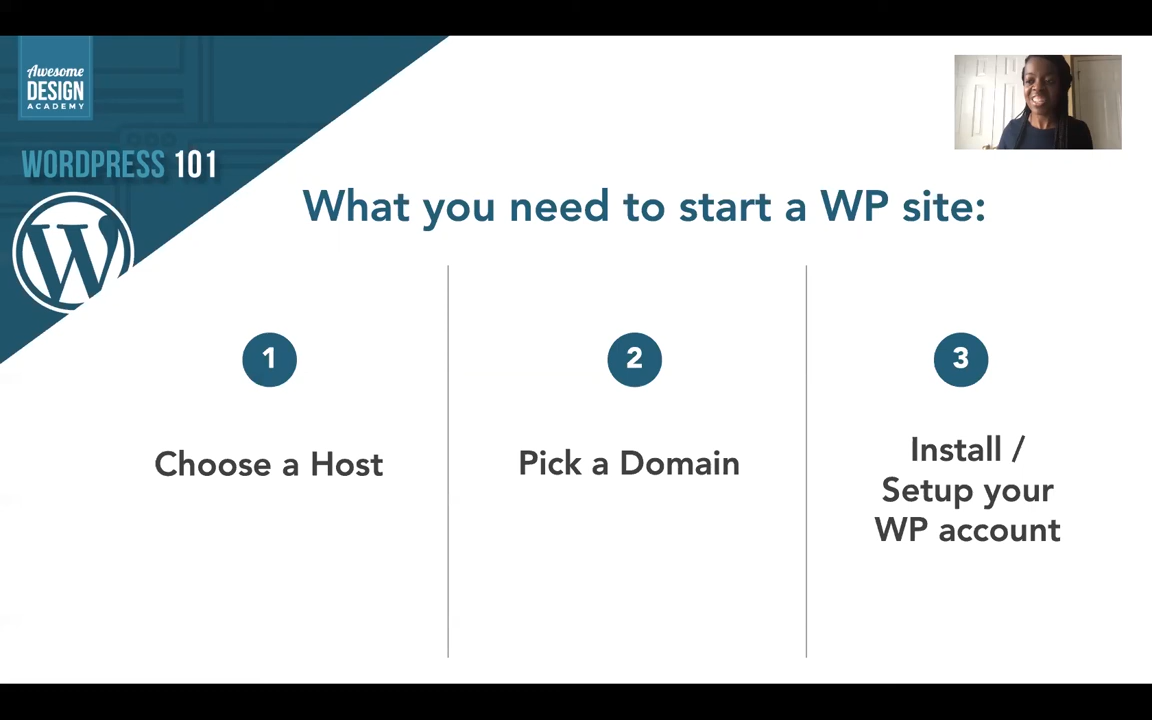 Awesome
DESIGN
ACADEMY
WORDPRESS 101
What you need to start a WP site:
1
Choose a Host
2
Pick a Domain
3
Install /
Setup your
WP account